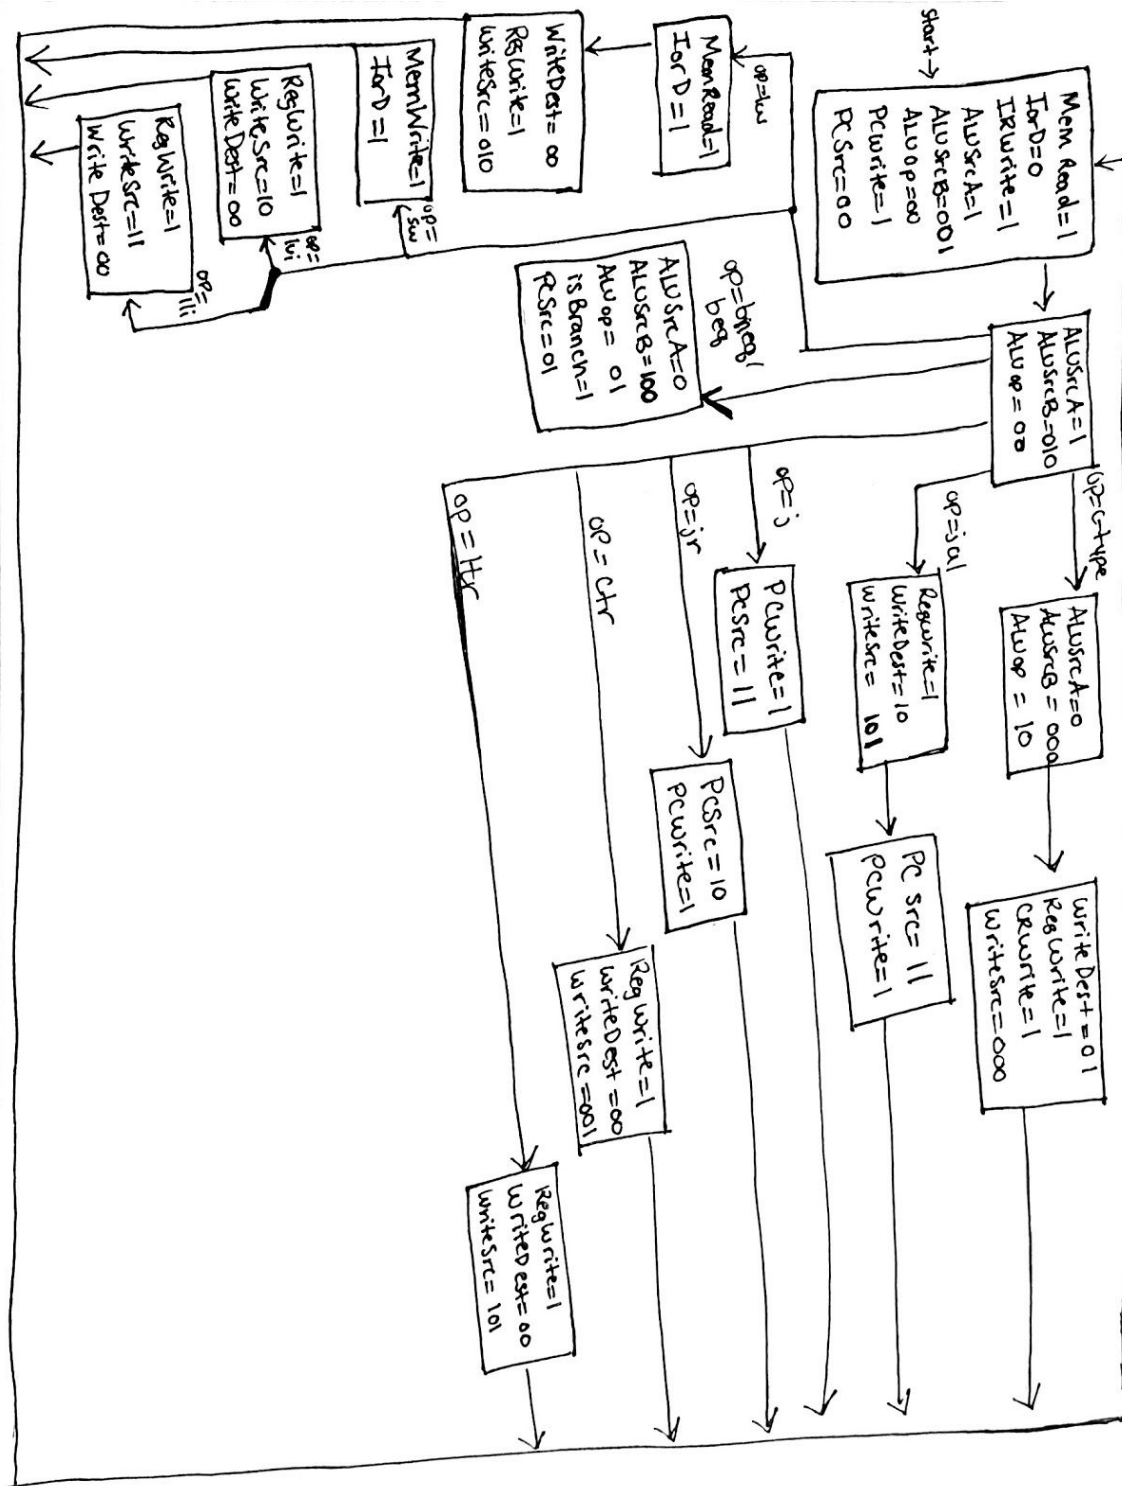 Start
Mem Read=1
IorD=0
IRWrite=1
ALUSrcA=1
ALUSrcB=001
ALUop=00
PCWrite=1
PCSrc=00
ALUSrcA=1
ALUSrcB=010
ALUop=00
op=G-type
ALUSrcA=0
ALUSrcB=000
ALUop=10
WriteDest=01
RegWrite=1
CRWrite=1
WriteSrc=000
op=jal
RegWrite=1
WriteDest=10
WriteSrc=101
PC Src=11
PCWrite=1
op=j
PCWrite=1
PCSrc=11
op=jr
PCSrc=10
PCWrite=1
op=ctr
RegWrite=1
WriteDest=00
WriteSrc=001
op=
RegWrite=1
WriteDest=00
WriteSrc=101
op=bneq/
beq
ALUSrcA=0
ALUSrcB=100
ALUop=01
isBranch=1
PCSrc=01
op=lw
MemRead=1
IorD=1
WriteDest=00
RegWrite=1
WriteSrc=010
op=
sw
MemWrite=1
IorD=1
op=
lui
RegWrite=1
WriteSrc=10
WriteDest=00
op=
lli
RegWrite=1
WriteSrc=11
Write Dest=00